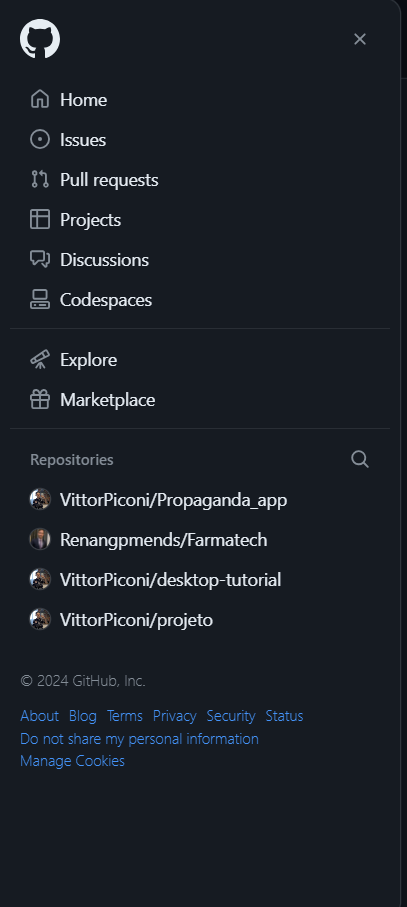 Home
Issues
Pull requests
Projects
Discussions
Codespaces
Explore
Marketplace
Repositories
VittorPiconi/Propaganda_app
Renangpmends/Farmatech
VittorPiconi/desktop-tutorial
VittorPiconi/projeto
© 2024 GitHub, Inc.
About Blog Terms Privacy Security Status
Do not share my personal information
Manage Cookies